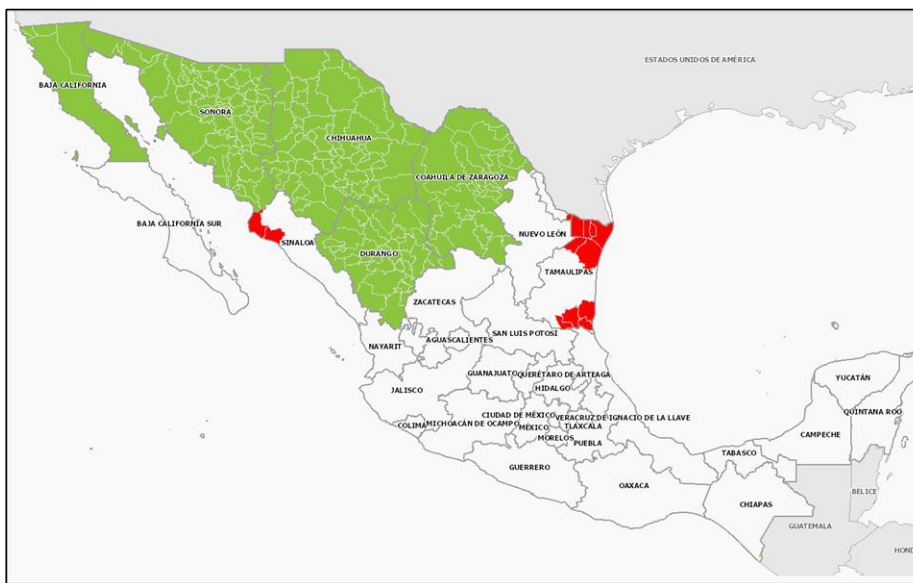 ESTADOS UNIDOS DE AMÉRICA
BAJA CALIFORNIA
SONORA
CHIHUAHUA
COAHUILA DE ZARAGOZA
BAJA CALIFORNIA SUR
SINALOA
NUEVO LEÓN
DURANGO
TAMAULIPAS
ZACATECAS
SAN LUIS POTOSÍ
NAYARIT
AGUASCALIENTES
GUANAJUATO
QUERÉTARO DE ARTEAGA
YUCATÁN
JALISCO
HIDALGO
QUINTANA ROO
CIUDAD DE MÉXICO
VERACRUZ DE IGNACIO DE LA LLAVE
COLIMA
MICHOACÁN DE OCAMPO
MÉXICO
TLAXCALA
CAMPECHE
MORELOS
PUEBLA
TABASCO
GUERRERO
OAXACA
BELICE
CHIAPAS
GUATEMALA
HOND